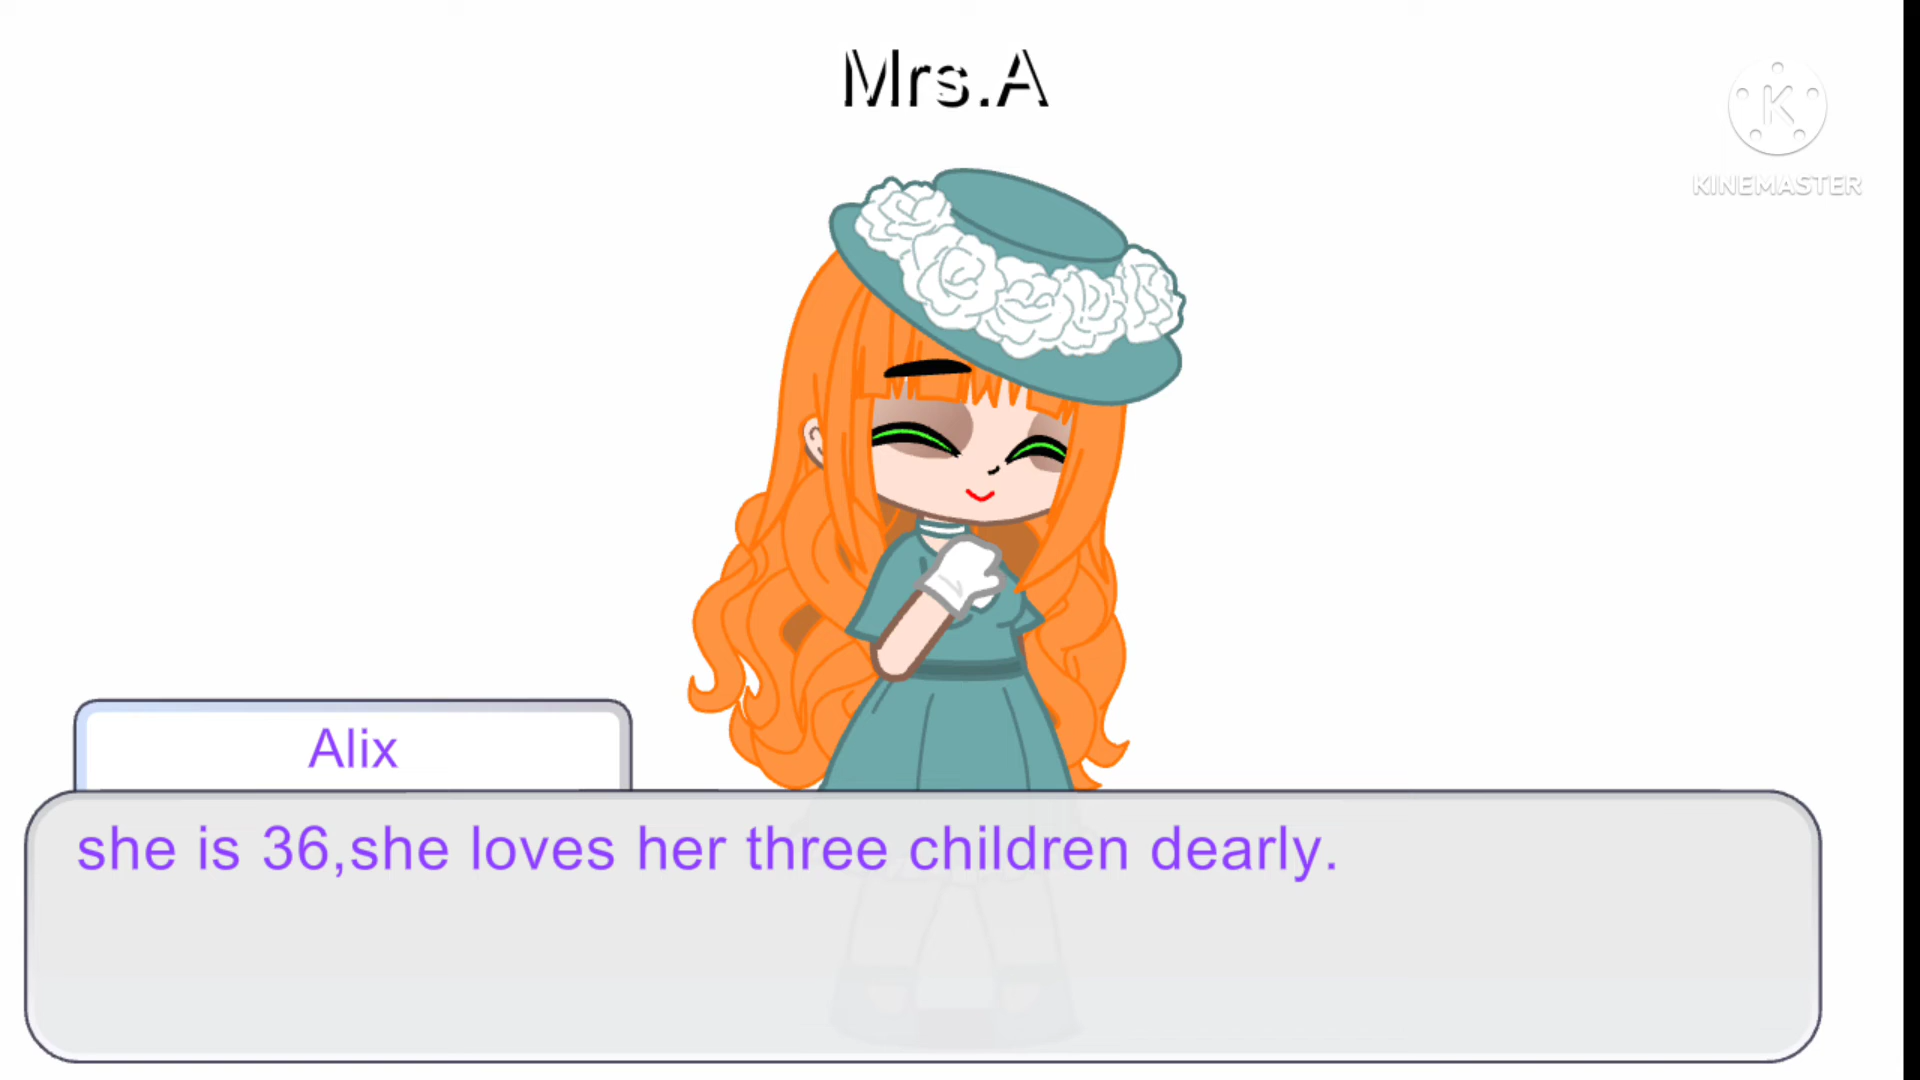 Mrs.A
K
KINEMASTER
Alix
she is 36,she loves her three children dearly.